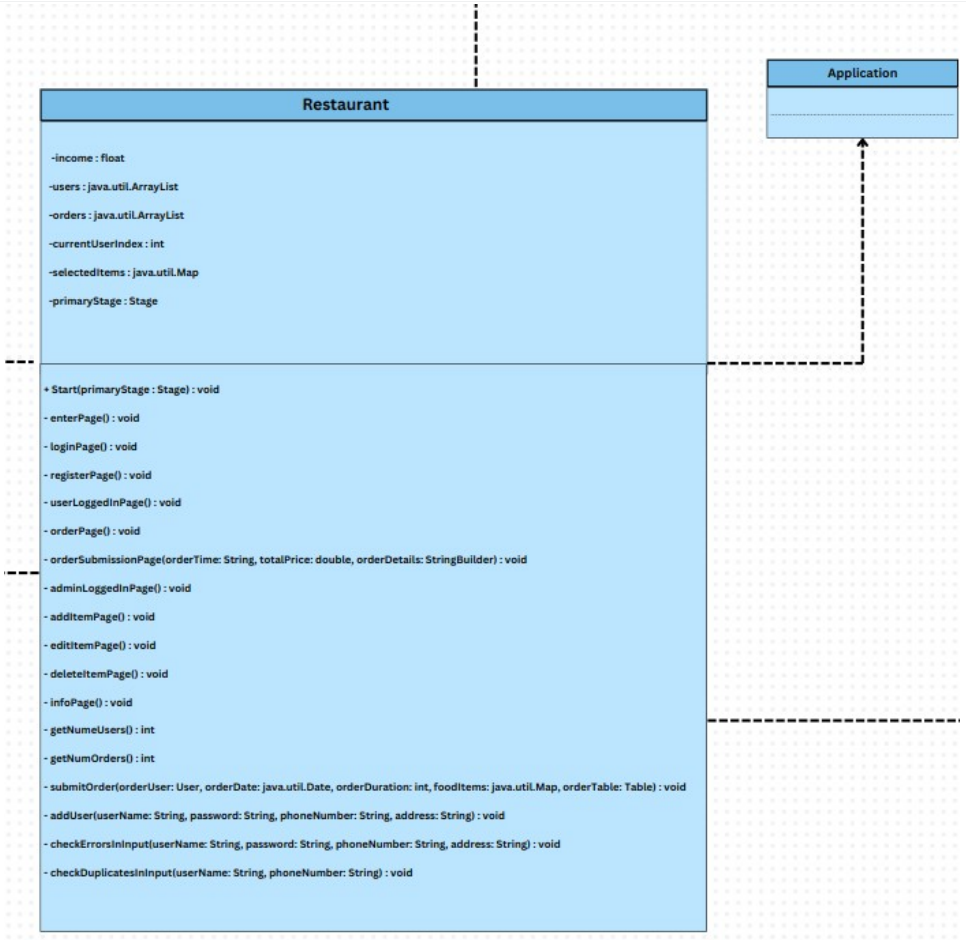 Application
Restaurant
-income : float
-users : java.util.ArrayList
-orders : java.util.ArrayList
-currentUserIndex : int
-selectedItems : java.util.Map
-primaryStage : Stage
+ Start(primaryStage : Stage) : void
- enterPage() : void
- loginPage() : void
- registerPage() : void
- userLoggedInPage() : void
- orderPage() : void
- orderSubmissionPage(orderTime: String, totalPrice: double, orderDetails: StringBuilder) : void
- adminLoggedInPage() : void
- addItemPage() : void
- editItemPage() : void
- deleteItemPage() : void
- infoPage() : void
- getNumeUsers() : int
- getNumOrders() : int
- submitOrder(orderUser: User, orderDate: java.util.Date, orderDuration: int, foodItems: java.util.Map, orderTable: Table) : void
- addUser(userName: String, password: String, phoneNumber: String, address: String) : void
- checkErrorsInInput(userName: String, password: String, phoneNumber: String, address: String) : void
- checkDuplicatesInInput(userName: String, phoneNumber: String) : void